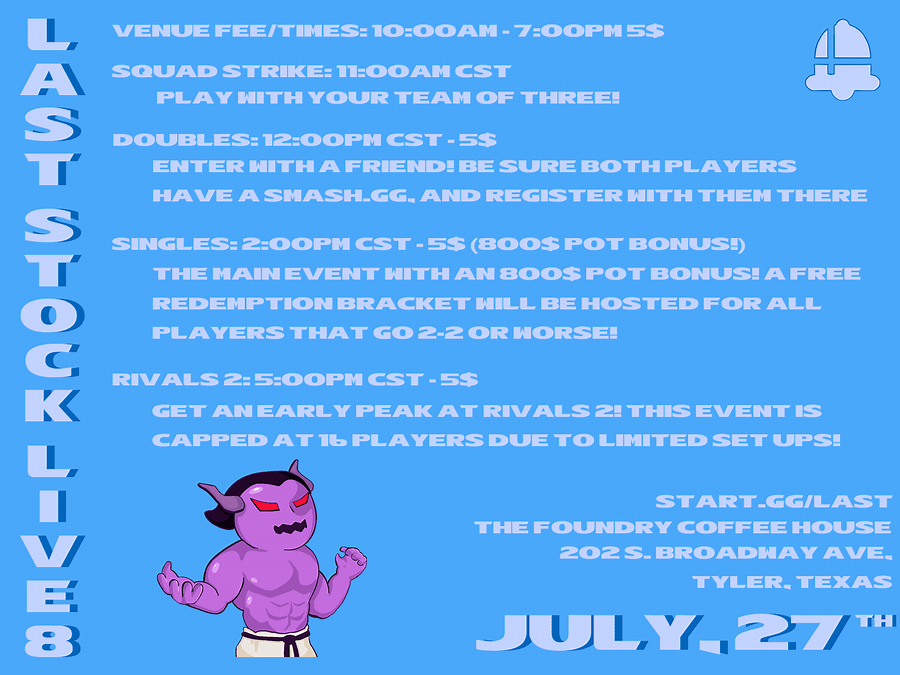 LAST STOCK LIVE 8
VENUE FEE/TIMES: 10:00AM - 7:00PM 5$
SQUAD STRIKE: 11:00AM CST
PLAY WITH YOUR TEAM OF THREE!
DOUBLES: 12:00PM CST - 5$
ENTER WITH A FRIEND! BE SURE BOTH PLAYERS
HAVE A SMASH.GG, AND REGISTER WITH THEM THERE
SINGLES: 2:00PM CST - 5$ (800$ POT BONUS!)
THE MAIN EVENT WITH AN 800$ POT BONUS! A FREE
REDEMPTION BRACKET WILL BE HOSTED FOR ALL
PLAYERS THAT GO 2-2 OR WORSE!
RIVALS 2: 5:00PM CST - 5$
GET AN EARLY PEAK AT RIVALS 2! THIS EVENT IS
CAPPED AT 16 PLAYERS DUE TO LIMITED SET UPS!
START.GG/LAST
THE FOUNDRY COFFEE HOUSE
202 S. BROADWAY AVE,
TYLER, TEXAS
JULY, 27TH